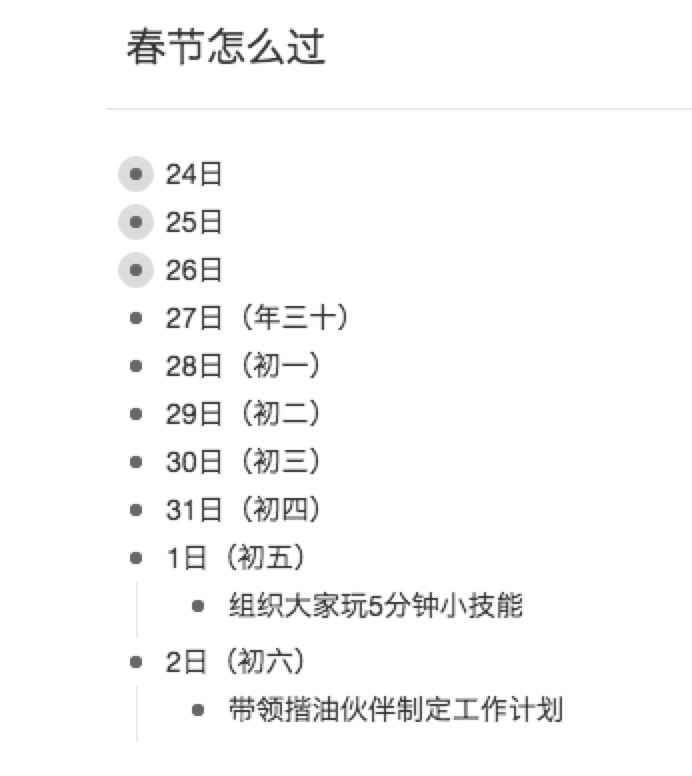 春节怎么过
24日
25日
26日
27日（年三十）
28日（初一）
29日（初二）
30日（初三）
31日（初四）
1日（初五）
组织大家玩5分钟小技能
2日（初六）
带领揩油伙伴制定工作计划